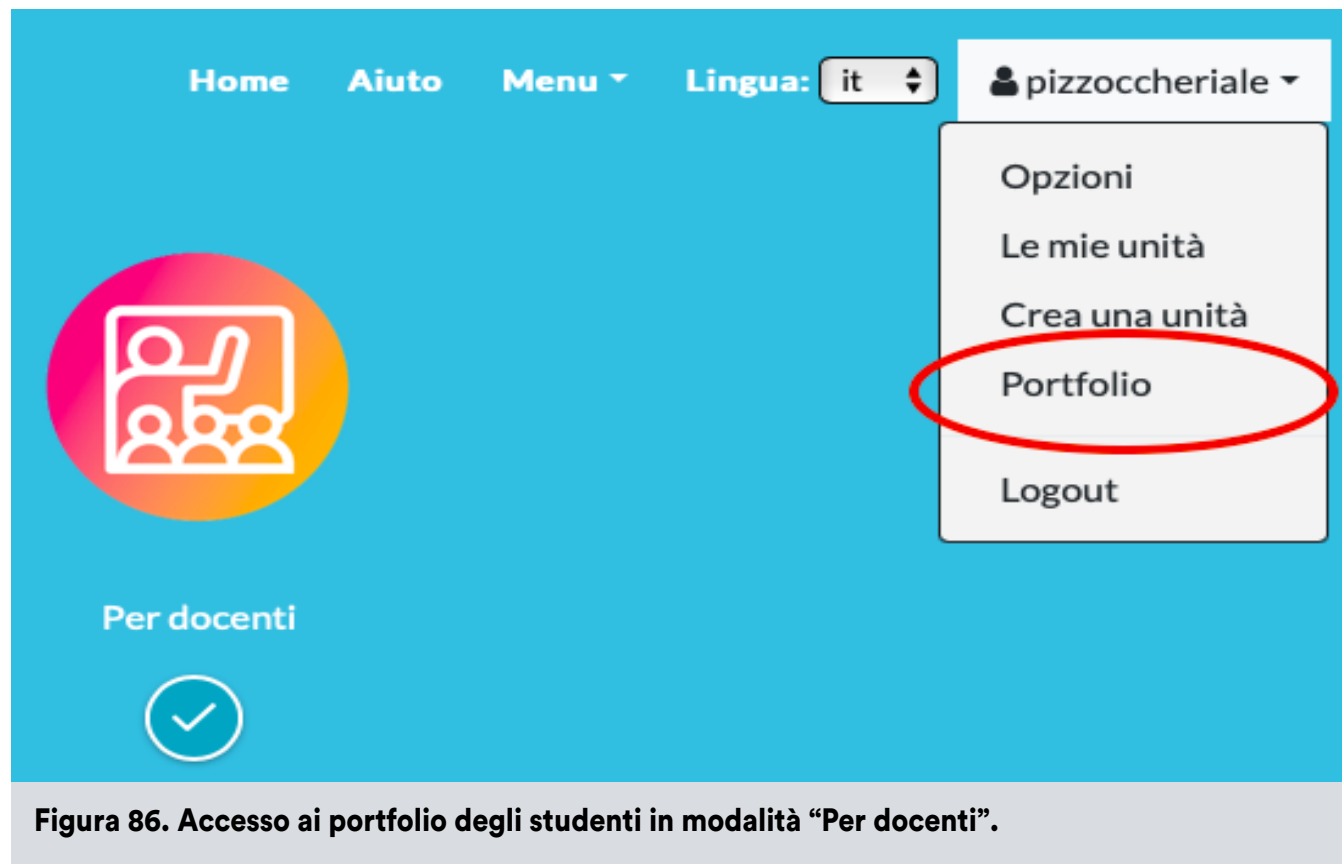 Home Aiuto Menu Lingua: it pizzoccheriale
Opzioni
Le mie unità
Crea una unità
Portfolio
Logout
Per docenti
Figura 86. Accesso ai portfolio degli studenti in modalità “Per docenti”.